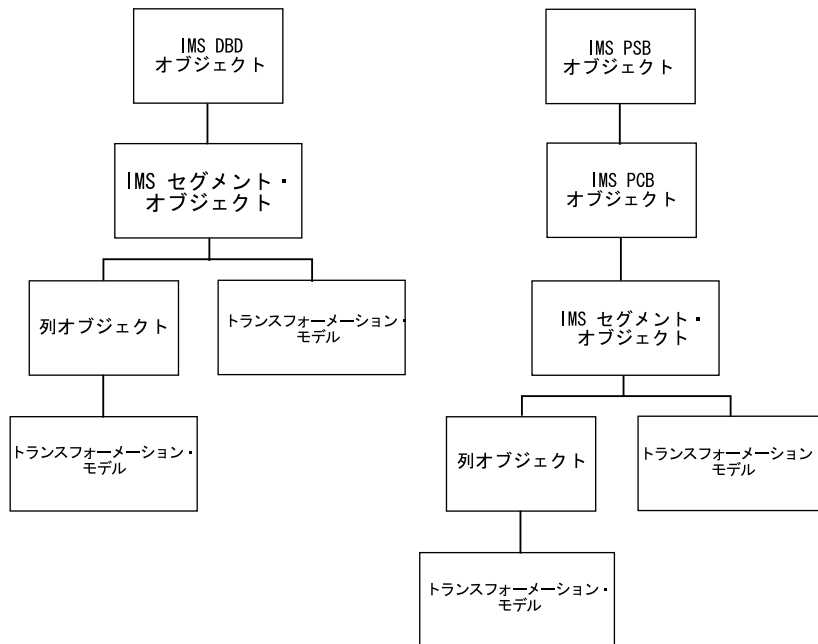 IMS DBD
オブジェクト
IMS セグメント・
オブジェクト
列オブジェクト
トランスフォーメーション・
モデル
トランスフォーメーション・
モデル
IMS PSB
オブジェクト
IMS PCB
オブジェクト
IMS セグメント・
オブジェクト
列オブジェクト
トランスフォーメーション
モデル
トランスフォーメーション・
モデル